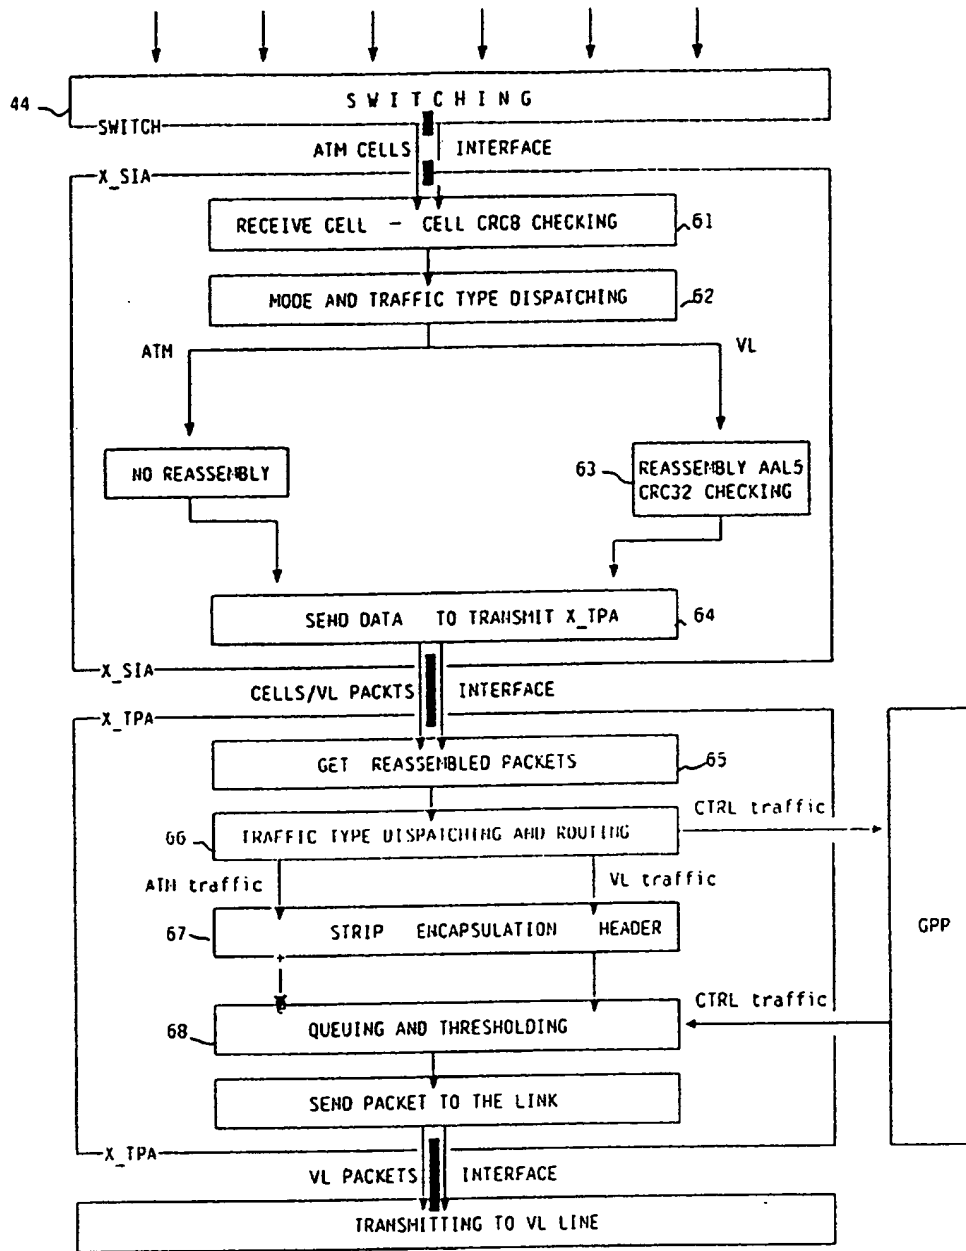 44
S W I T C H I N G
SWITCH
ATM CELLS INTERFACE
X_SIA
RECEIVE CELL - CELL CRC8 CHECKING
61
MODE AND TRAFFIC TYPE DISPATCHING
62
ATM
VL
NO REASSEMBLY
63
REASSEMBLY AAL5
CRC32 CHECKING
SEND DATA TO TRANSMIT X_TPA
64
X_SIA
CELLS/VL PACKTS INTERFACE
X_TPA
GET REASSEMBLED PACKETS
65
CTRL traffic
66
TRAFFIC TYPE DISPATCHING AND ROUTING
ATM traffic
VL traffic
67
STRIP ENCAPSULATION HEADER
GPP
CTRL traffic
68
QUEUING AND THRESHOLDING
SEND PACKET TO THE LINK
X_TPA
VL PACKETS INTERFACE
TRANSMITTING TO VL LINE